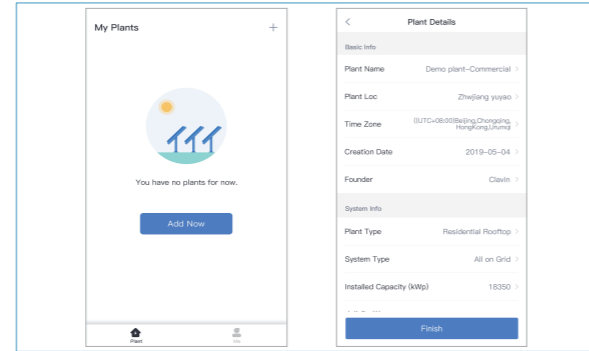 My Plants
+
You have no plants for now.
Add Now
Plant
Me
Plant Details
Basic Info
Plant Name Demo plant-Commercial
Plant Loc Zhwjiang yuyao
Time Zone ((UTC+08:00)Beijing,Chongqing,
HongKong,Urumqi
Creation Date 2019-05-04
Founder Clavin
System Info
Plant Type Residential Rooftop
System Type All on Grid
Installed Capacity (kWp) 18350
Finish